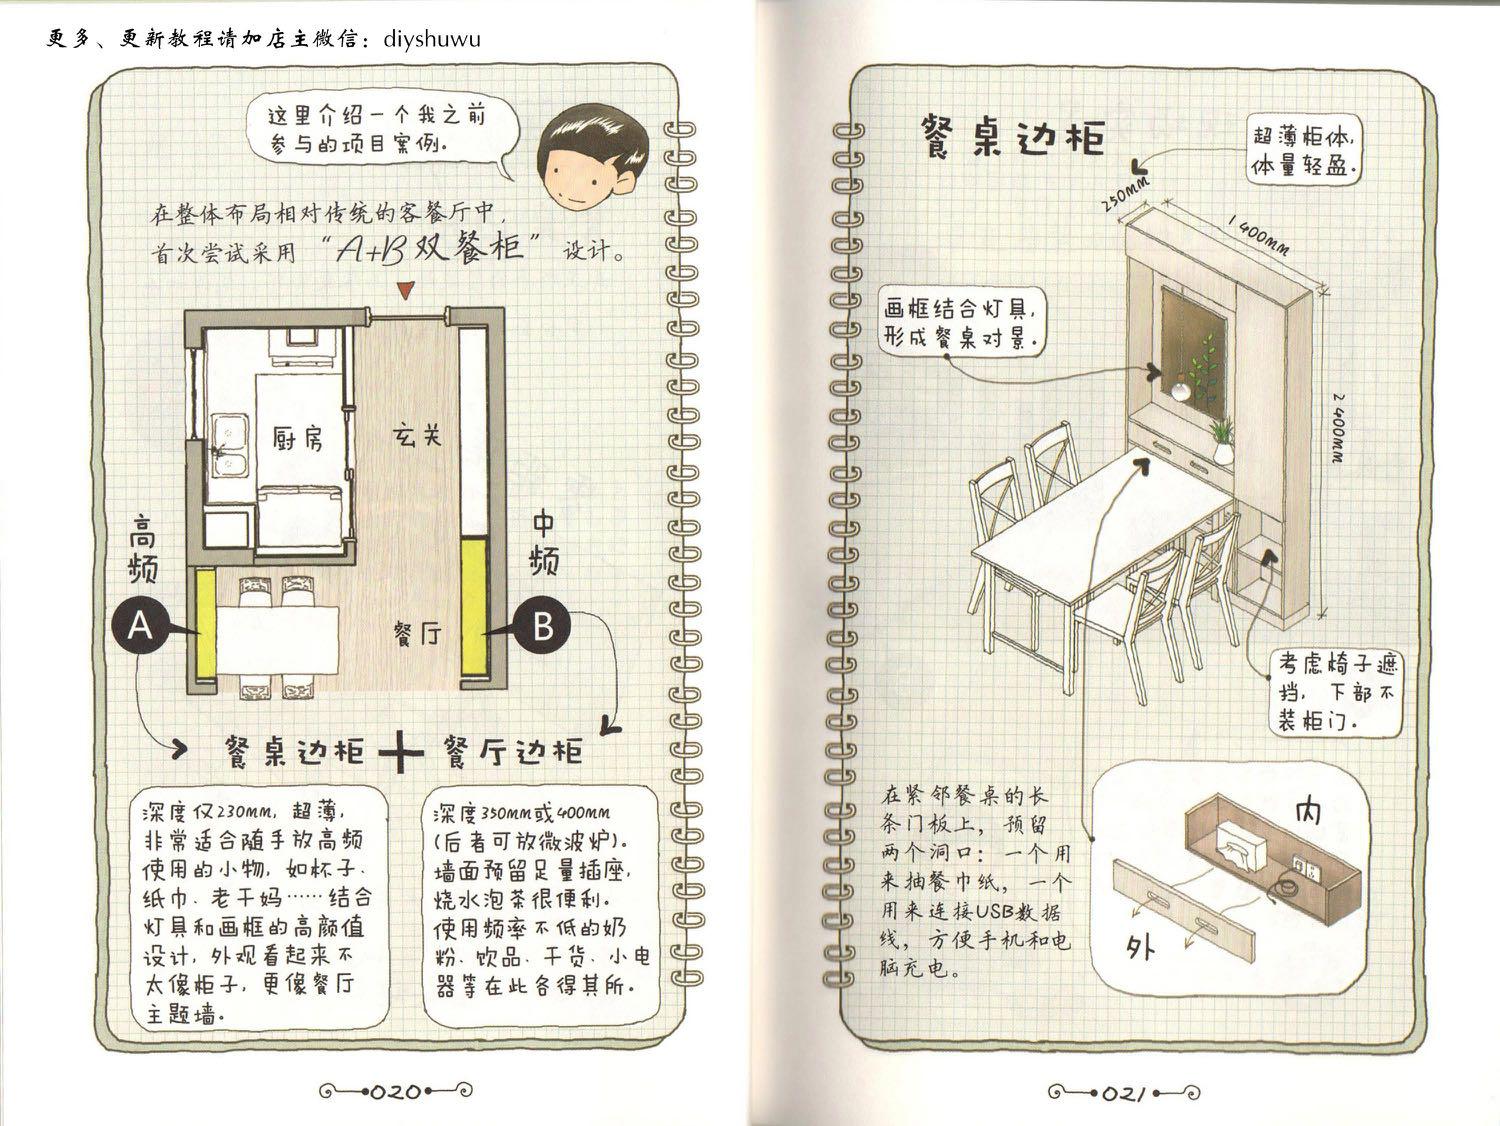 更多、更新教程请加店主微信：diyshuwu
这里介绍一个我之前
参与的项目案例.
在整体布局相对传统的客餐厅中，
首次尝试采用 “A+B双餐柜” 设计。
厨房
玄关
餐厅
高频
中频
A
B
餐桌边柜+餐厅边柜
深度仅230mm，超薄，
非常适合随手放高频
使用的小物，如杯子、
纸巾、老干妈……结合
灯具和画框的高颜值
设计，外观看起来不
太像柜子，更像餐厅
主题墙.
深度350mm或400mm
(后者可放微波炉)。
墙面预留足量插座，
烧水泡茶很便利.
使用频率不低的奶
粉、饮品、干货、小电
器等在此各得其所.
020
餐桌边柜
超薄柜体，
体量轻盈.
250mm
1400mm
画框结合灯具，
形成餐桌对景.
2400mm
考虑椅子遮
挡，下部不
装柜门.
在紧邻餐桌的长
条门板上，预留
两个洞口：一个用
来抽餐巾纸，一个
用来连接USB数据
线，方便手机和电
脑充电。
内
外
021